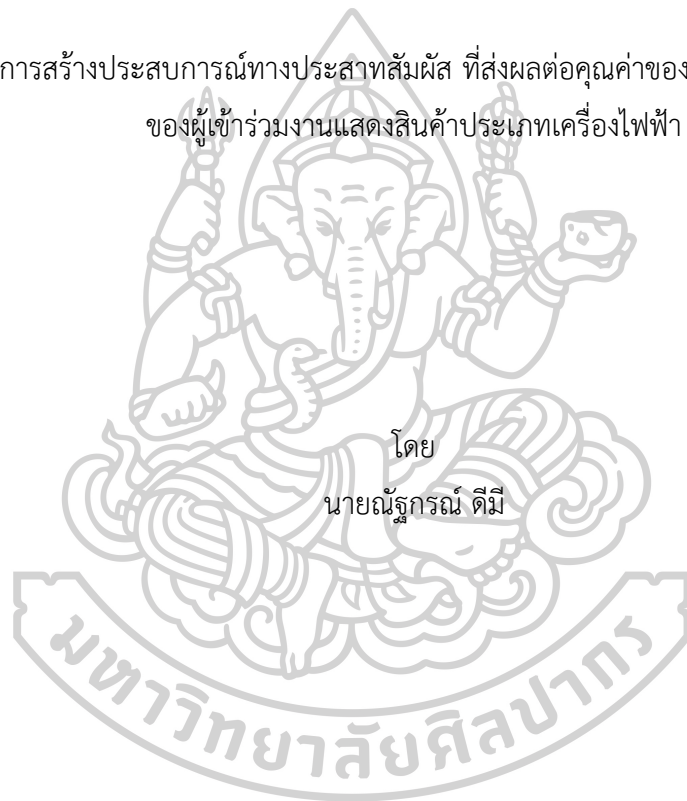 การสร้างประสบการณ์ทางประสาทสัมผัส ที่ส่งผลต่อคุณค่าของ
ของผู้เข้าร่วมงานแสดงสินค้าประเภทเครื่องไฟฟ้า
โดย
นายณัฐกรณ์ ดีมี
มหาวิทยาลัยศิลปากร